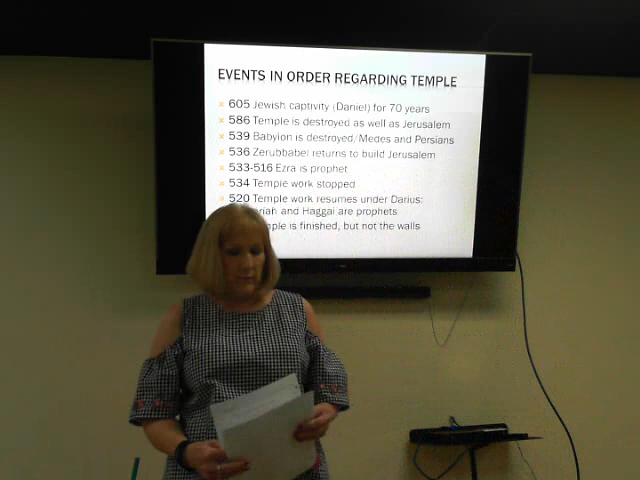 EVENTS IN ORDER REGARDING TEMPLE
605 Jewish captivity (Daniel) for 70 years
586 Temple is destroyed as well as Jerusalem
539 Babylon is destroyed/Medes and Persians
536 Zerubbabel returns to build Jerusalem
533-516 Ezra is prophet
534 Temple work stopped
520 Temple work resumes under Darius:
and Haggai are prophets
is finished, but not the walls